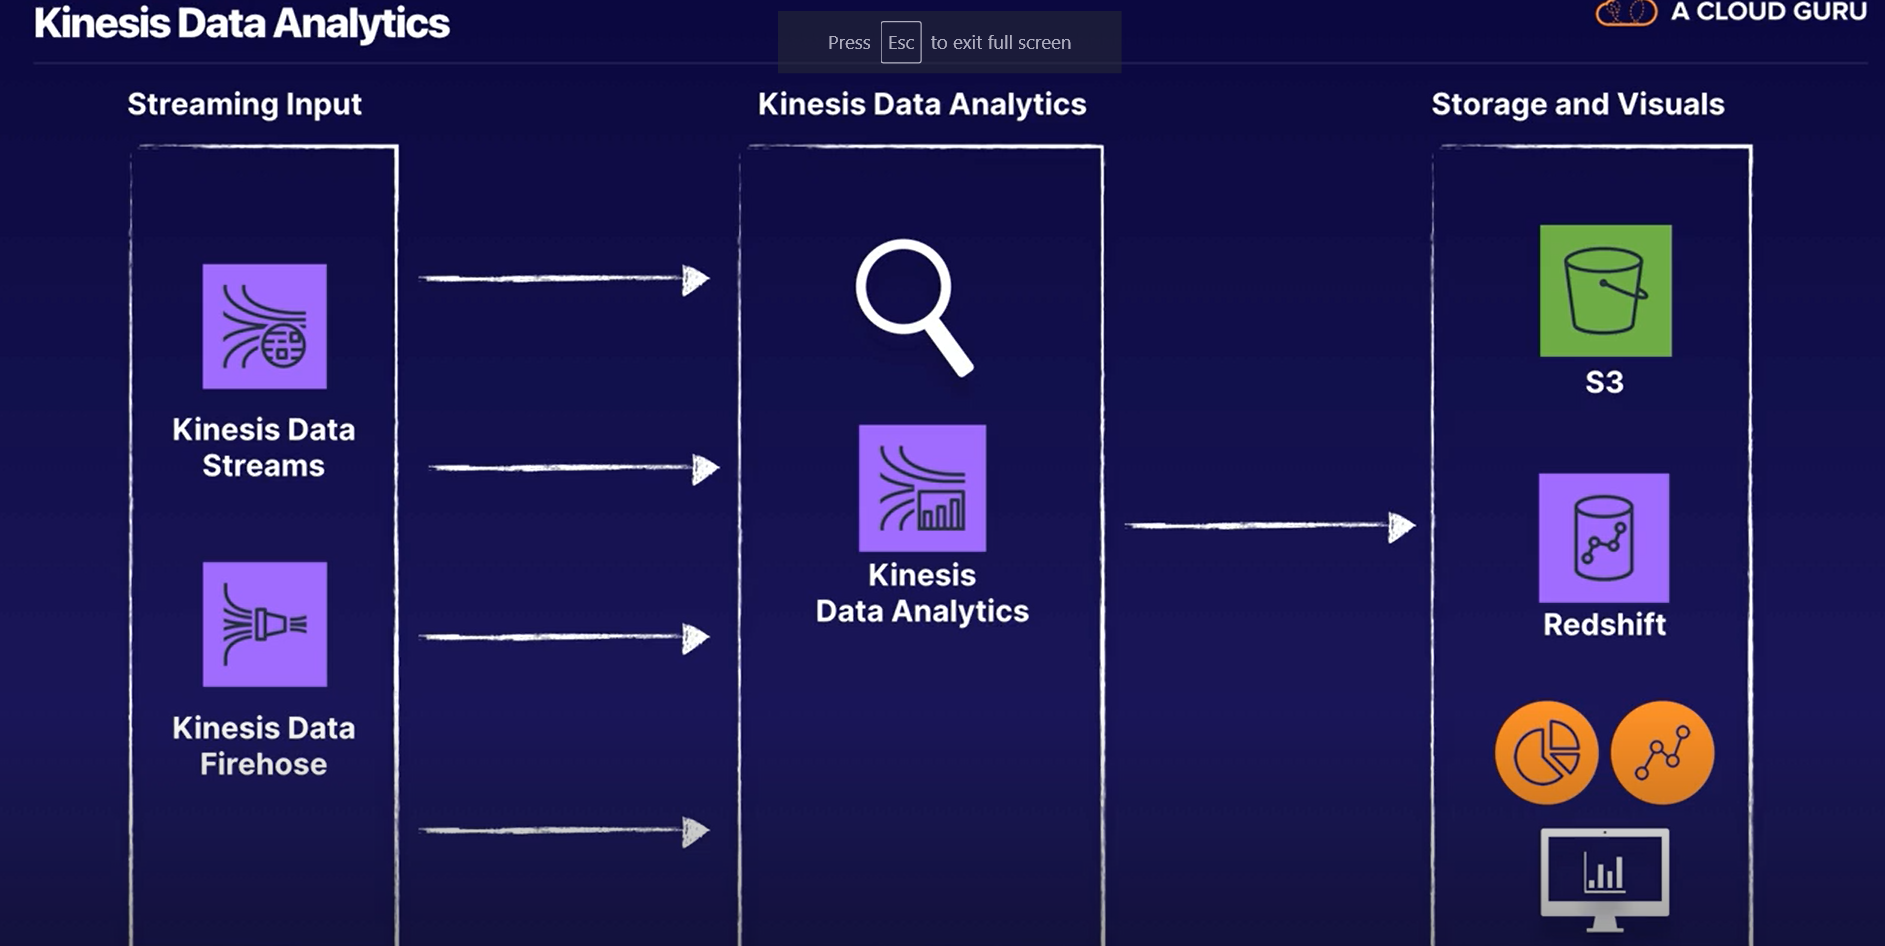 Kinesis Data Analytics
A CLOUD GURU
Press Esc to exit full screen
Streaming Input
Kinesis Data Analytics
Storage and Visuals
Kinesis Data
Streams
Kinesis Data
Firehose
Kinesis
Data Analytics
S3
Redshift